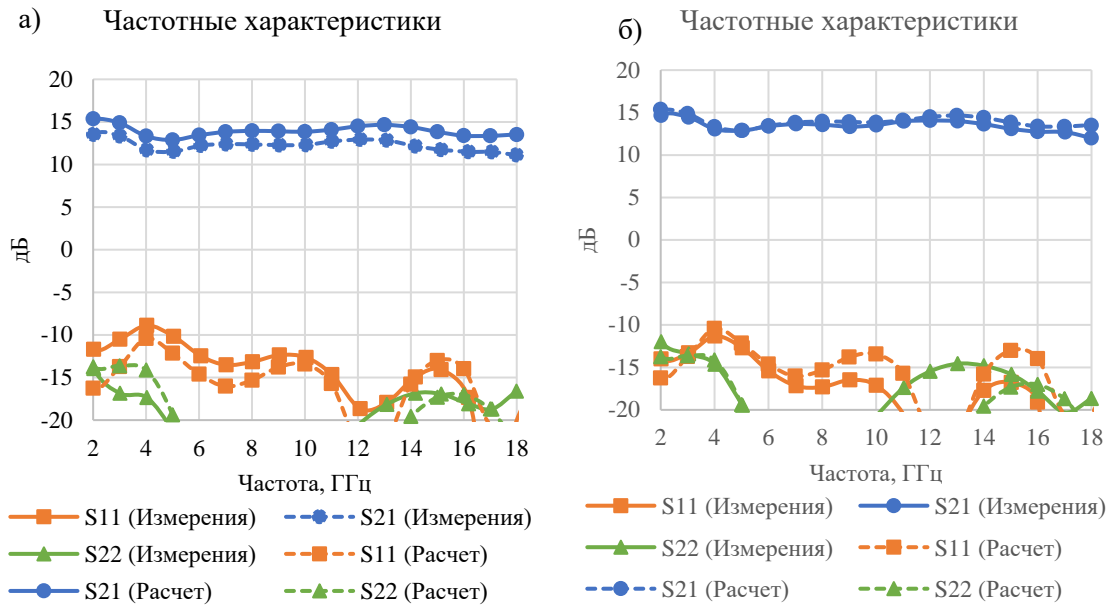 а) Частотные характеристики
20
15
10
5
0
-5
-10
-15
-20
дБ
2 4 6 8 10 12 14 16 18
Частота, ГГц
S11 (Измерения) S21 (Измерения)
S22 (Измерения) S11 (Расчет)
S21 (Расчет) S22 (Расчет)
б) Частотные характеристики
20
15
10
5
0
-5
-10
-15
-20
дБ
2 4 6 8 10 12 14 16 18
Частота, ГГц
S11 (Измерения) S21 (Измерения)
S22 (Измерения) S11 (Расчет)
S21 (Расчет) S22 (Расчет)